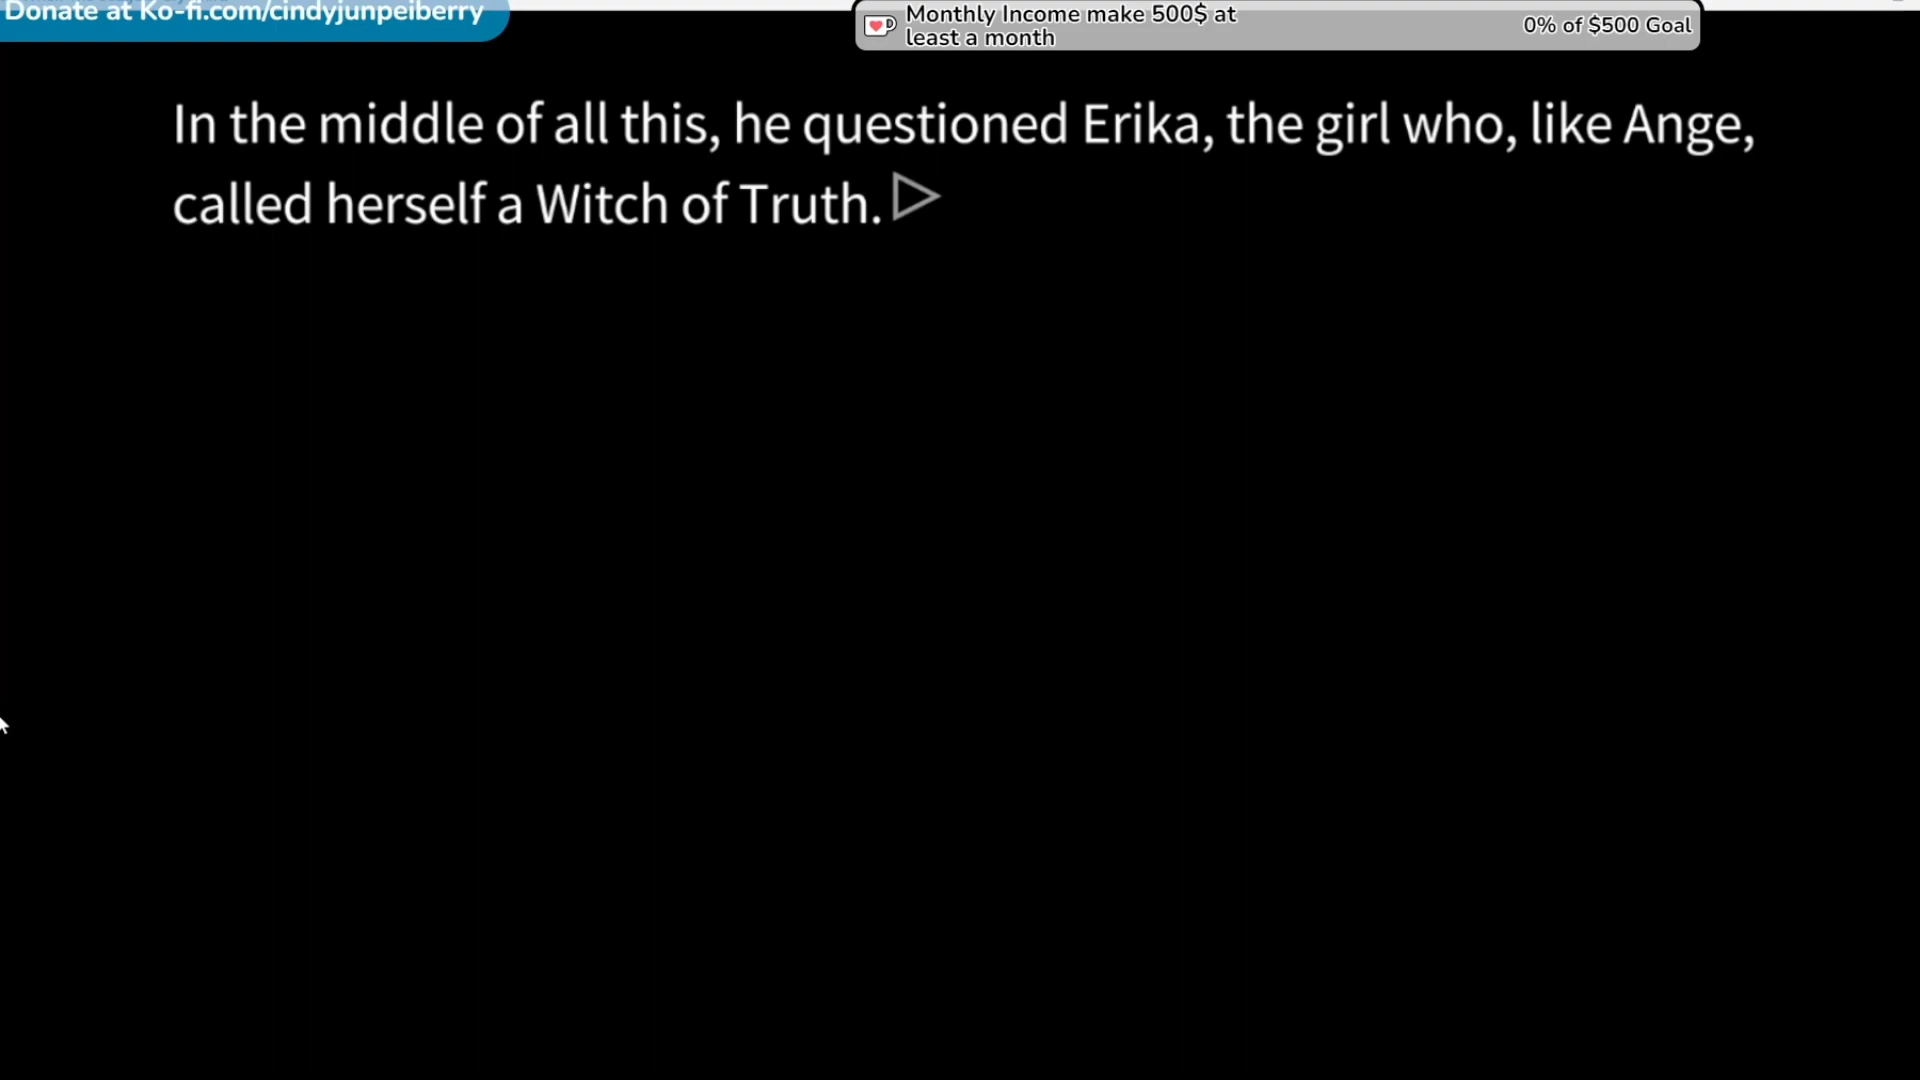 Donate at Ko-fi.com/cindyjunpeiberry
Monthly Income make 500$ at
least a month
0% of $500 Goal
In the middle of all this, he questioned Erika, the girl who, like Ange,
called herself a Witch of Truth.